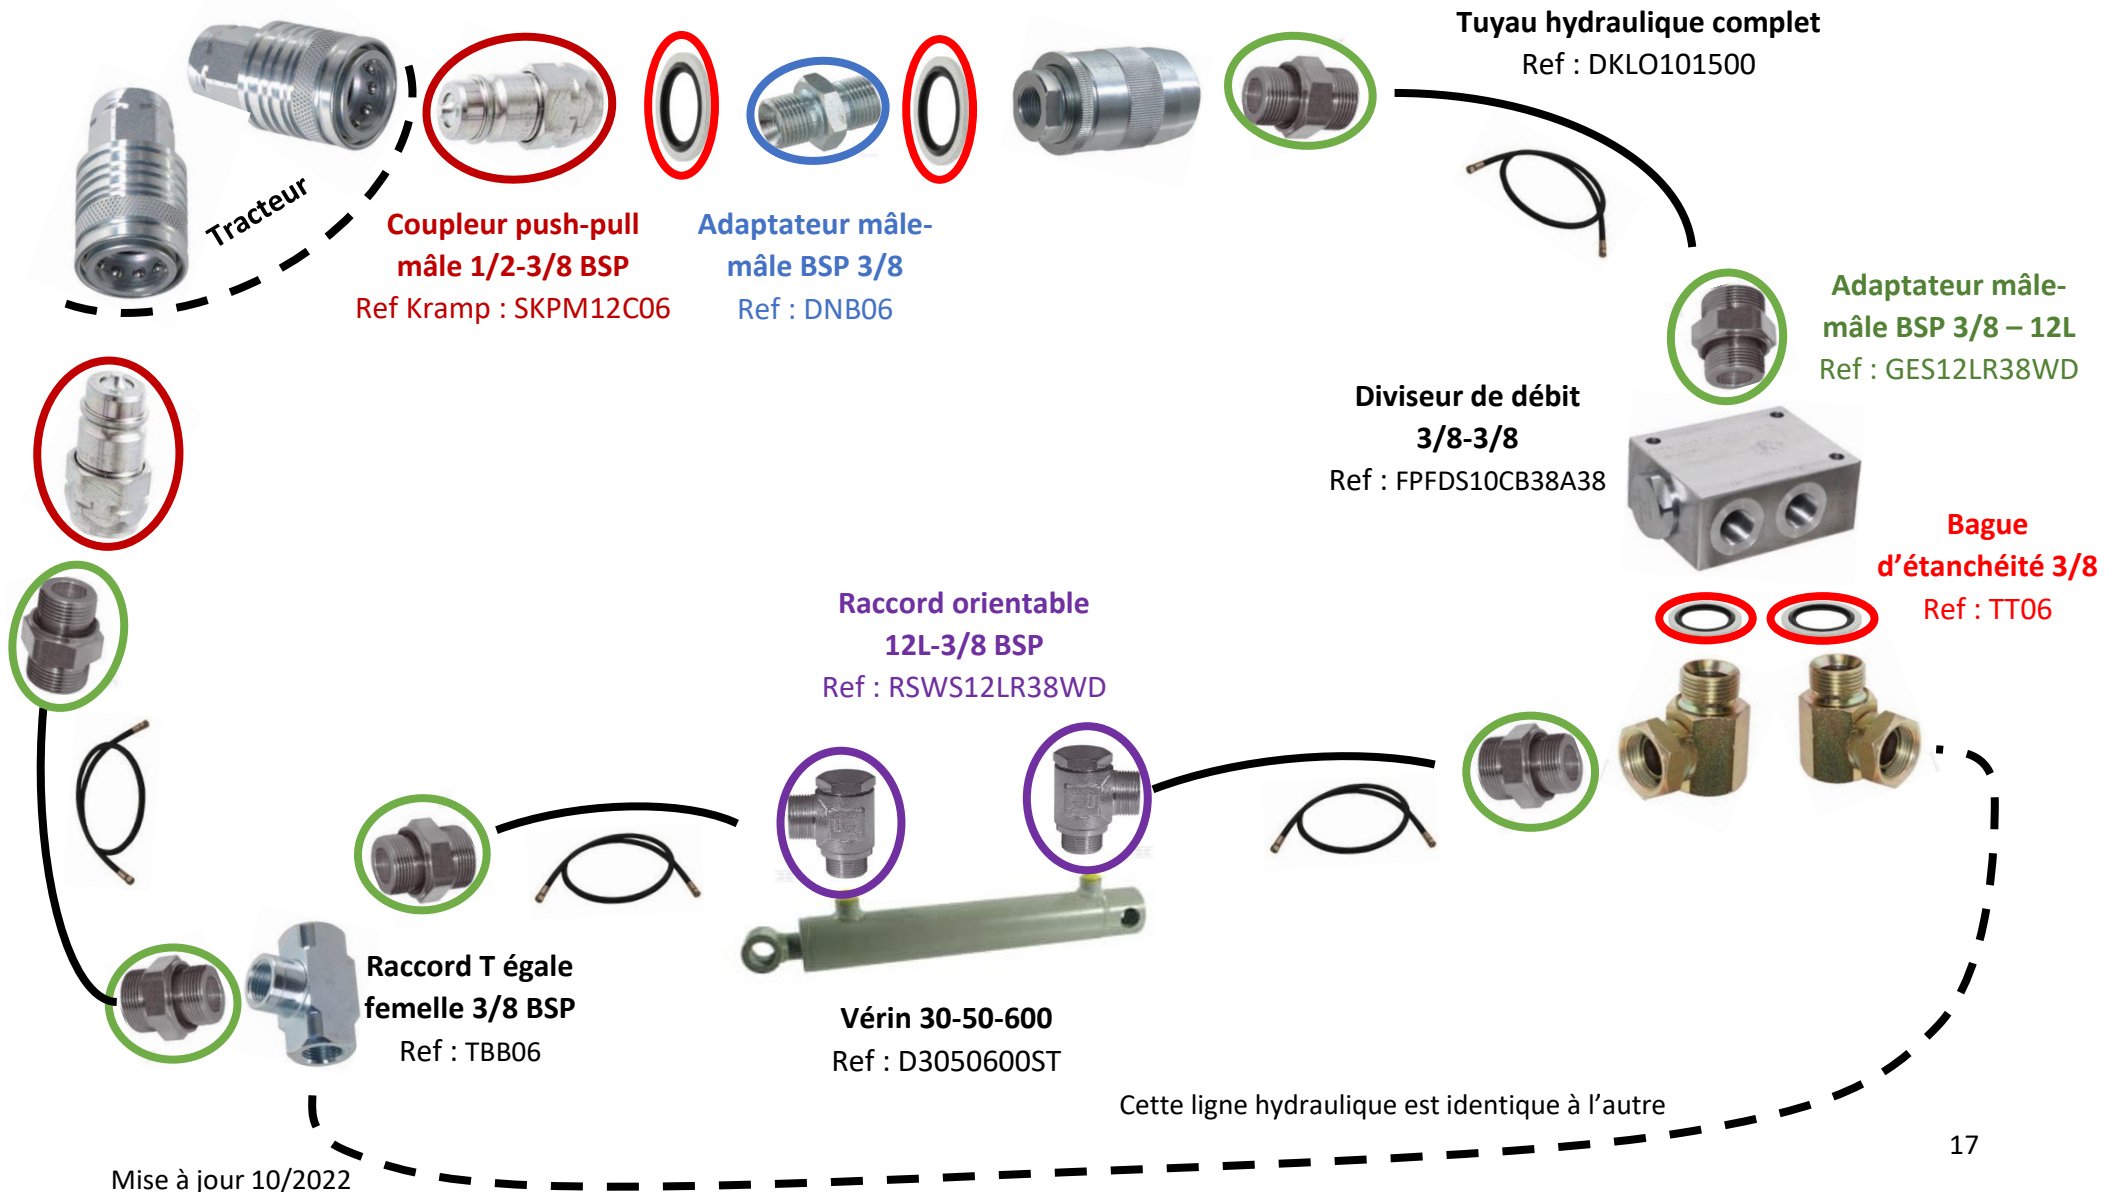 Tuyau hydraulique complet
Ref : DKLO101500
Tracteur
Coupleur push-pull
mâle 1/2-3/8 BSP
Ref Kramp : SKPM12C06
Adaptateur mâle-
mâle BSP 3/8
Ref : DNB06
Adaptateur mâle-
mâle BSP 3/8 – 12L
Ref : GES12LR38WD
Diviseur de débit
3/8-3/8
Ref : FPFDS10CB38A38
Bague
d’étanchéité 3/8
Ref : TT06
Raccord orientable
12L-3/8 BSP
Ref : RSWS12LR38WD
Raccord T égale
femelle 3/8 BSP
Ref : TBB06
Vérin 30-50-600
Ref : D3050600ST
Cette ligne hydraulique est identique à l’autre
17
Mise à jour 10/2022